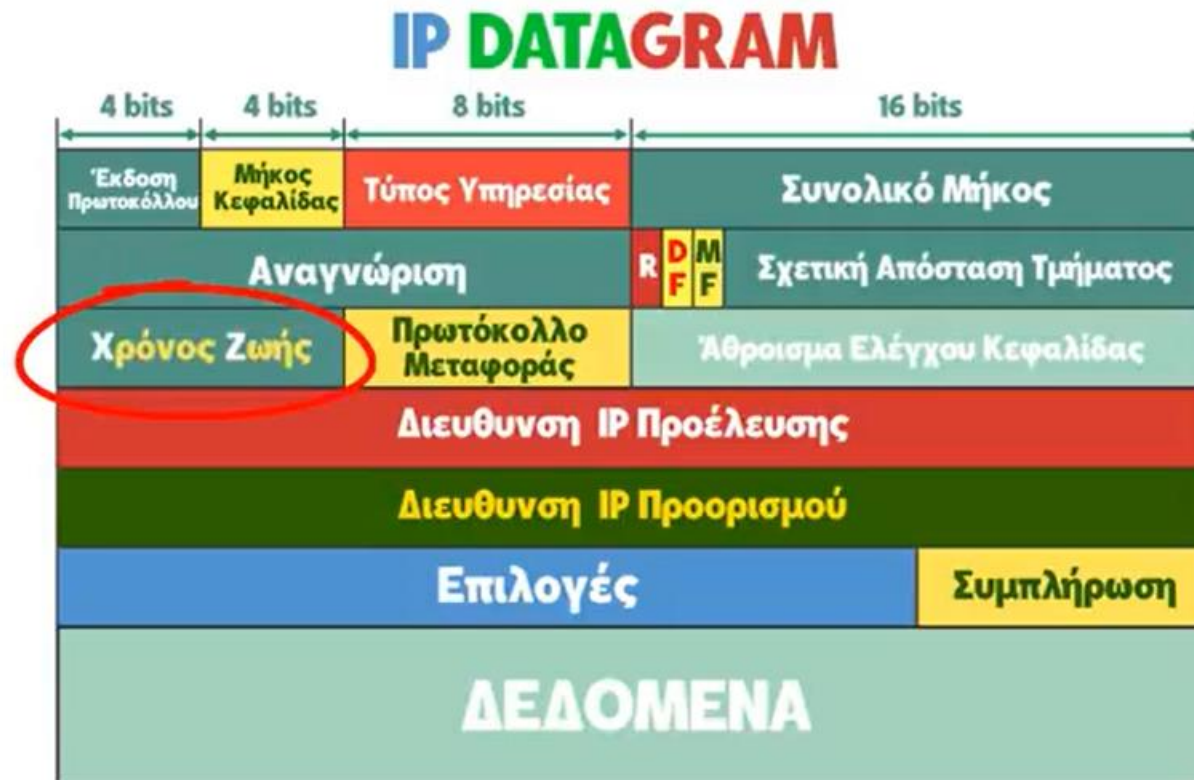 IP DATAGRAM
4 bits 4 bits 8 bits 16 bits
Έκδοση Πρωτοκόλλου
Μήκος Κεφαλίδας
Τύπος Υπηρεσίας
Συνολικό Μήκος
Αναγνώριση
R
DF
MF
Σχετική Απόσταση Τμήματος
Χρόνος Ζωής
Πρωτόκολλο
Μεταφοράς
Άθροισμα Ελέγχου Κεφαλίδας
Διευθυνση IP Προέλευσης
Διευθυνση IP Προορισμού
Επιλογές
Συμπλήρωση
ΔΕΔΟΜΕΝΑ